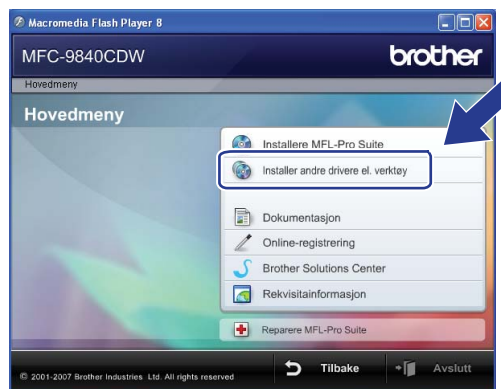 Macromedia Flash Player 8
MFC-9840CDW
brother
Hovedmeny
Hovedmeny
Installere MFL-Pro Suite
Installer andre drivere el. verktøy
Dokumentasjon
Online-registrering
Brother Solutions Center
Rekvisitainformasjon
Reparere MFL-Pro Suite
© 2001-2007 Brother Industries Ltd. All rights reserved
Tilbake
Avslutt